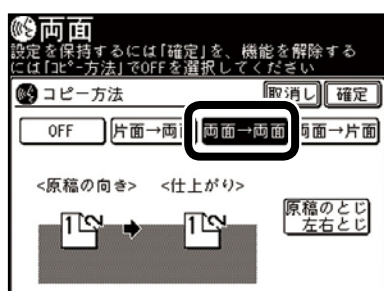 両面
設定を保持するには「確定」を、機能を解除する
には「ｺﾋﾟｰ方法」でOFFを選択してください
コピー方法 取消し 確定
OFF 片面→両 両面→両面 両面→片面
<原稿の向き> <仕上がり>
1 2 1 2
原稿のとじ
左右とじ